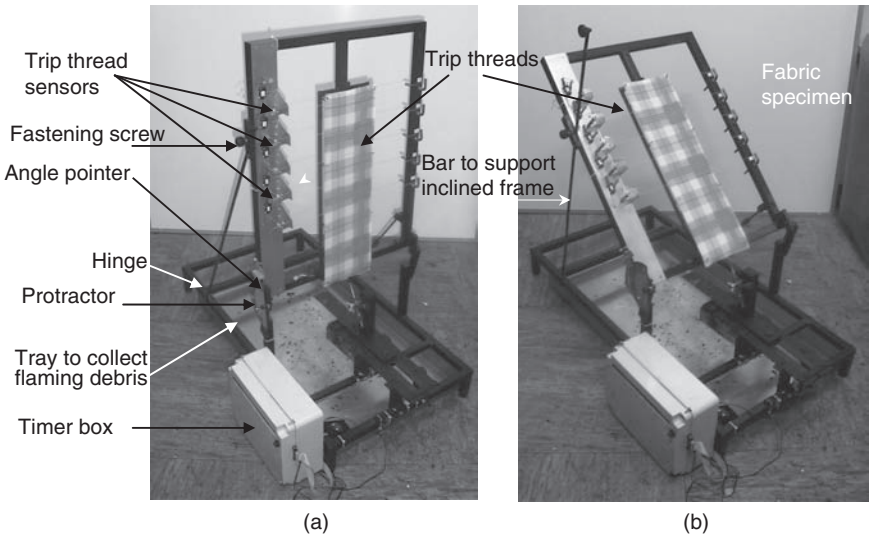 Trip thread
sensors
Fastening screw
Angle pointer
Hinge
Protractor
Tray to collect
flaming debris
Timer box
Trip threads
Bar to support
inclined frame
Fabric
specimen
(a)
(b)